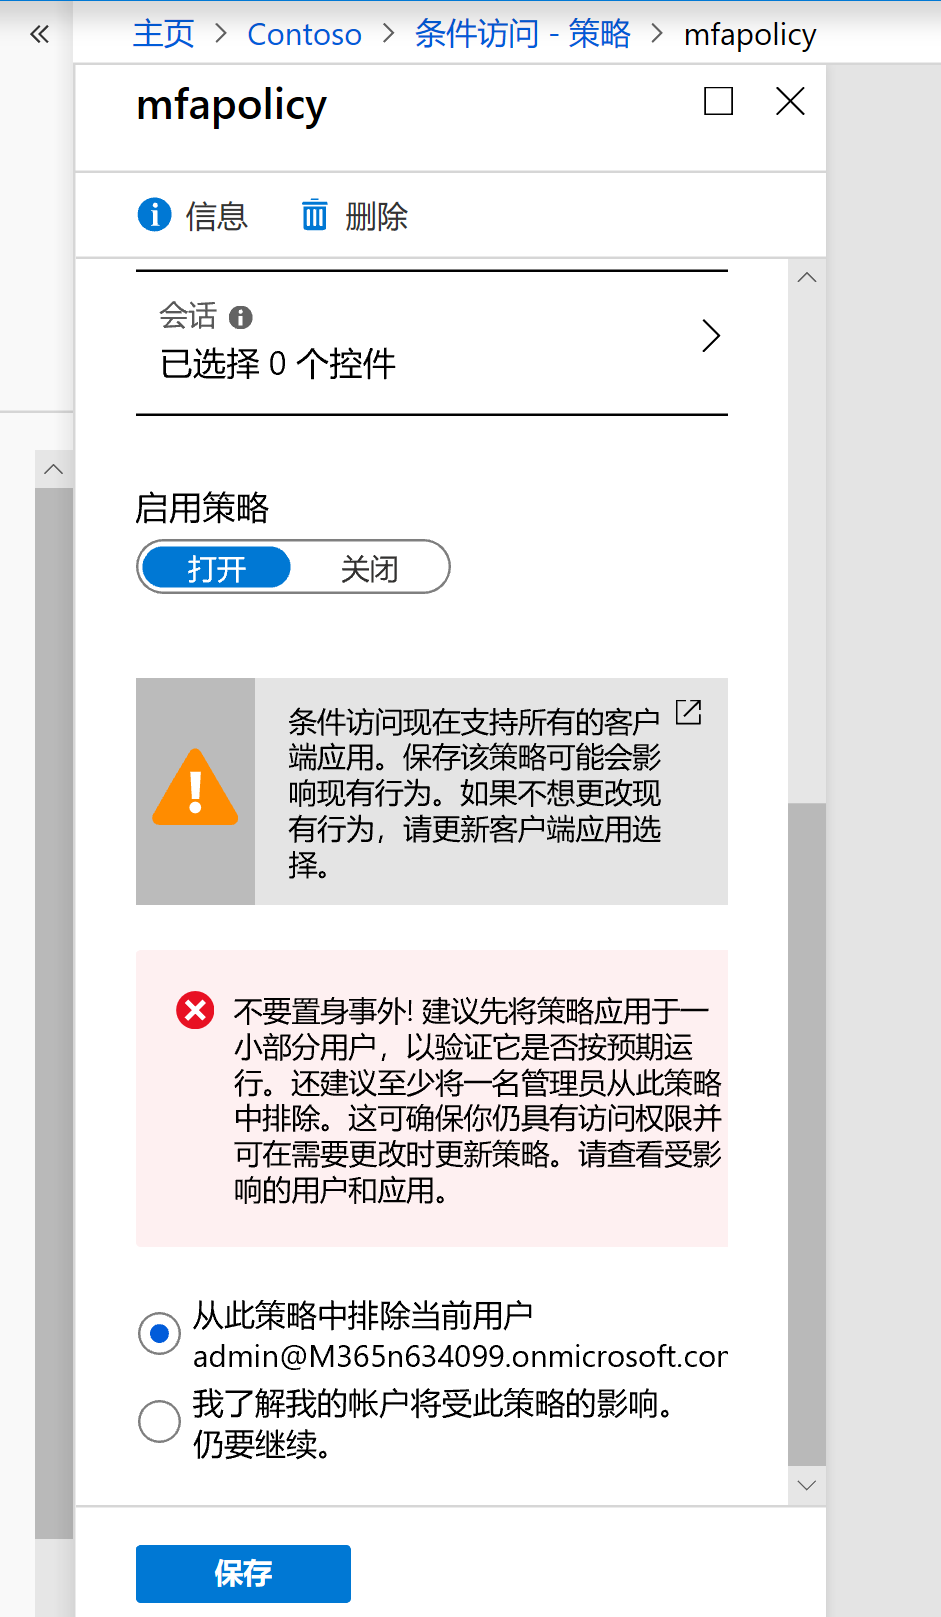 主页 > Contoso > 条件访问 - 策略 > mfapolicy
mfapolicy
信息 删除
会话
已选择 0 个控件
启用策略
打开 关闭
条件访问现在支持所有的客户
端应用。保存该策略可能会影
响现有行为。如果不想更改现
有行为，请更新客户端应用选
择。
不要置身事外! 建议先将策略应用于一
小部分用户，以验证它是否按预期运
行。还建议至少将一名管理员从此策略
中排除。这可确保你仍具有访问权限并
可在需要更改时更新策略。请查看受影
响的用户和应用。
从此策略中排除当前用户
admin@M365n634099.onmicrosoft.cor
我了解我的帐户将受此策略的影响。
仍要继续。
保存